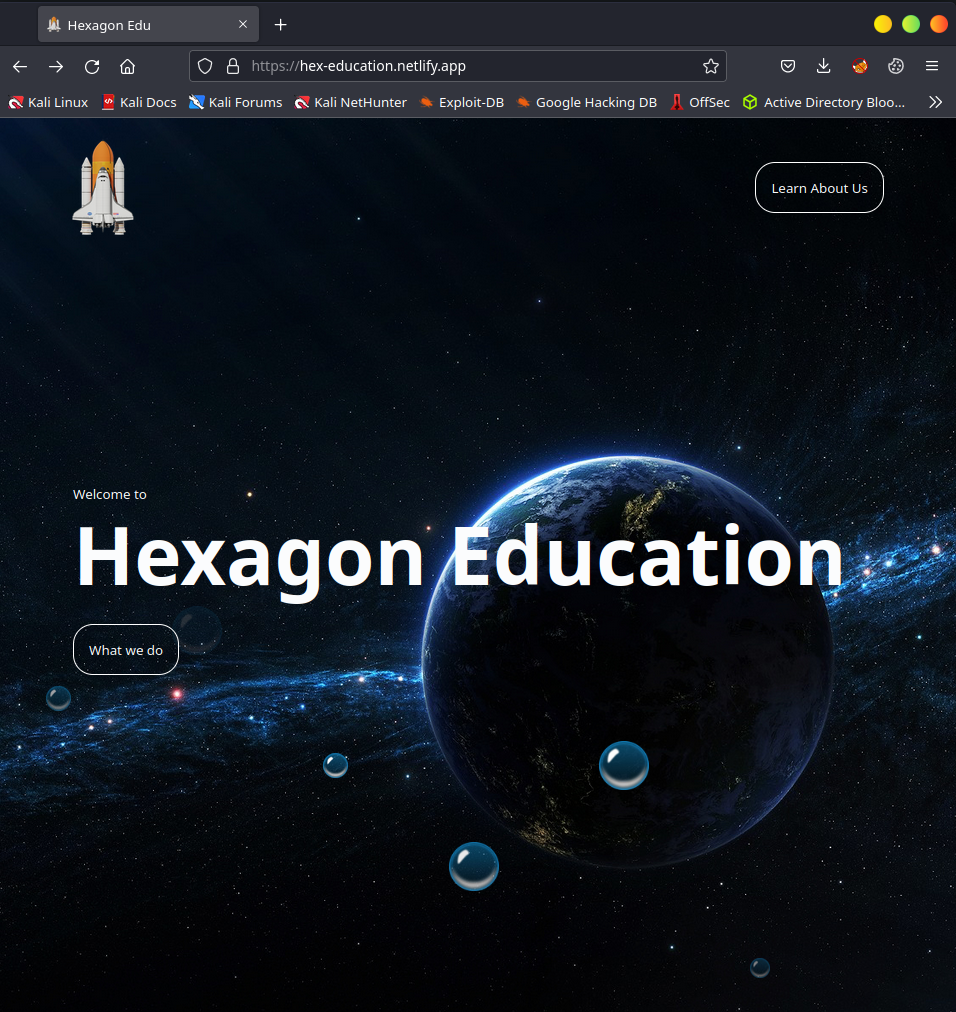 Hexagon Edu
https://hex-education.netlify.app
Kali Linux Kali Docs Kali Forums Kali NetHunter Exploit-DB Google Hacking DB OffSec Active Directory Bloo...
Learn About Us
Welcome to
Hexagon Education
What we do